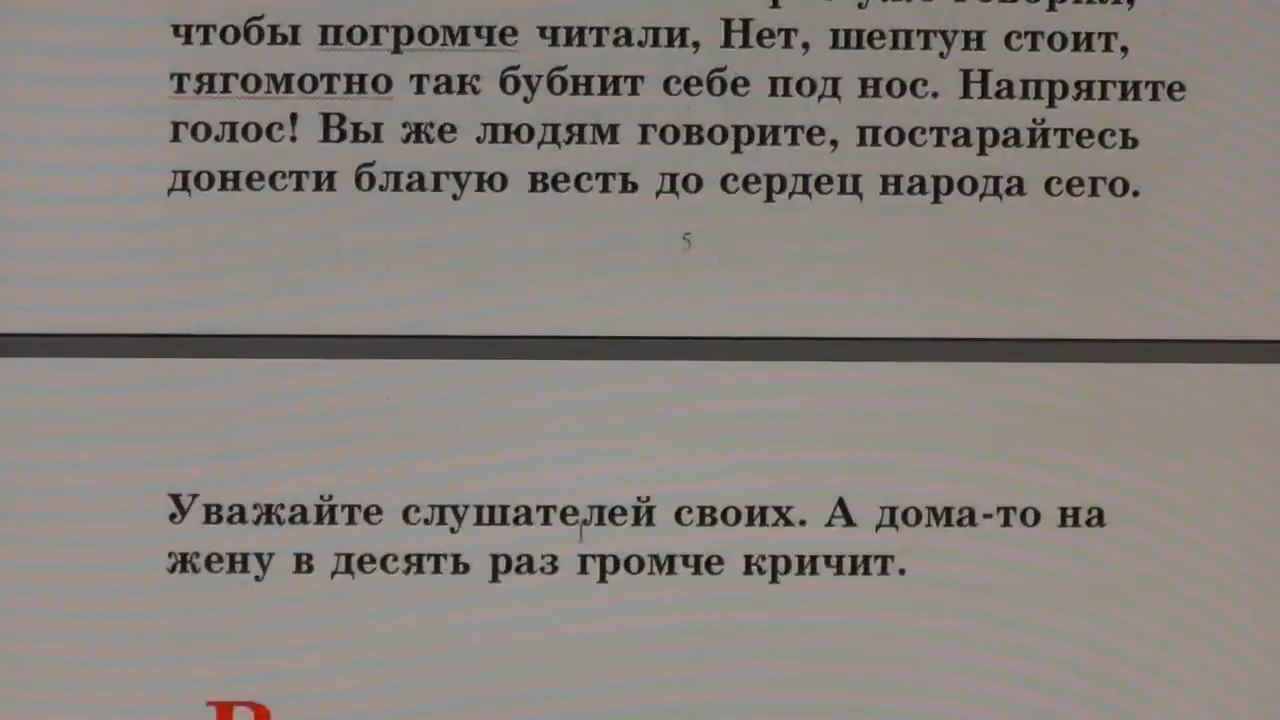 чтобы погромче читали, Нет, шептун стоит,
тягомотно так бубнит себе под нос. Напрягите
голос! Вы же людям говорите, постарайтесь
донести благую весть до сердец народа сего.
5
Уважайте слушателей своих. А дома-то на
жену в десять раз громче кричит.